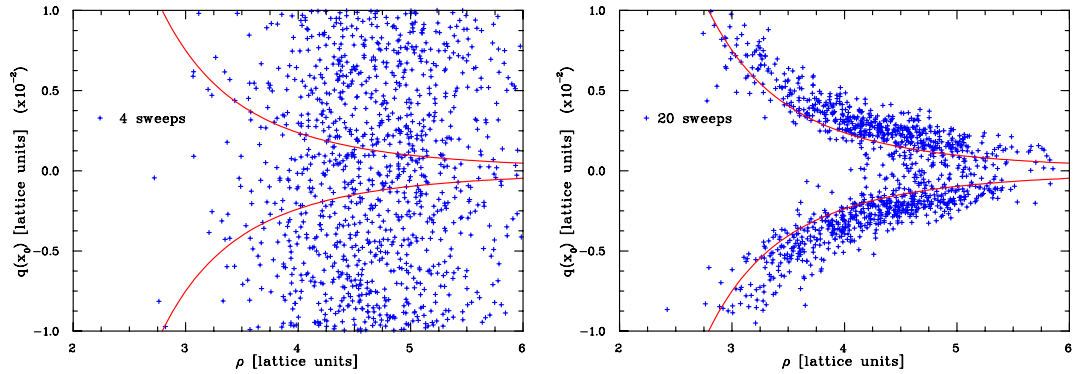 1.0
0.5
0.0
−0.5
−1.0
q(x₀) [lattice units] (x10⁻²)
4 sweeps
2 3 4 5 6
ρ [lattice units]
1.0
0.5
0.0
−0.5
−1.0
q(x₀) [lattice units] (x10⁻²)
20 sweeps
2 3 4 5 6
ρ [lattice units]